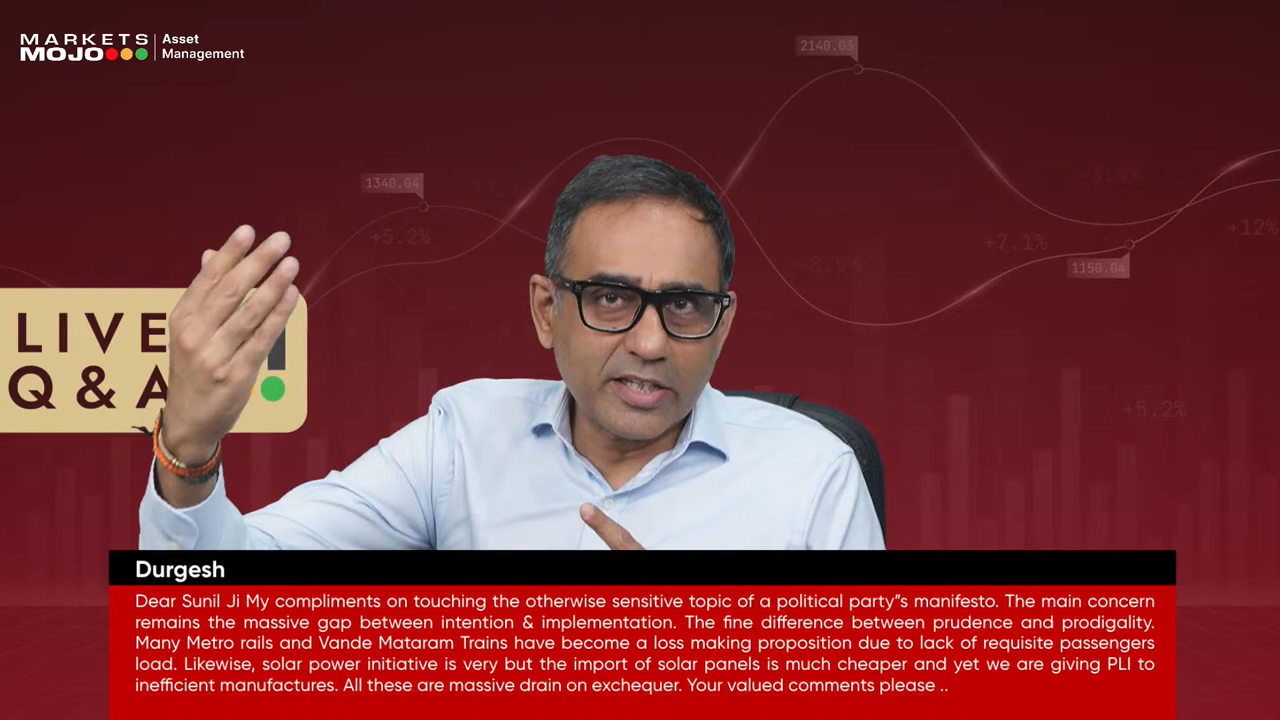 MARKETS
MOJO
Asset
Management
2140.03
1340.04
+5.2%
+7.1%
+12%
1150.04
+5.2%
LIVE
Q & A
Durgesh
Dear Sunil Ji My compliments on touching the otherwise sensitive topic of a political party"s manifesto. The main concern
remains the massive gap between intention & implementation. The fine difference between prudence and prodigality.
Many Metro rails and Vande Mataram Trains have become a loss making proposition due to lack of requisite passengers
load. Likewise, solar power initiative is very but the import of solar panels is much cheaper and yet we are giving PLI to
inefficient manufactures. All these are massive drain on exchequer. Your valued comments please ..